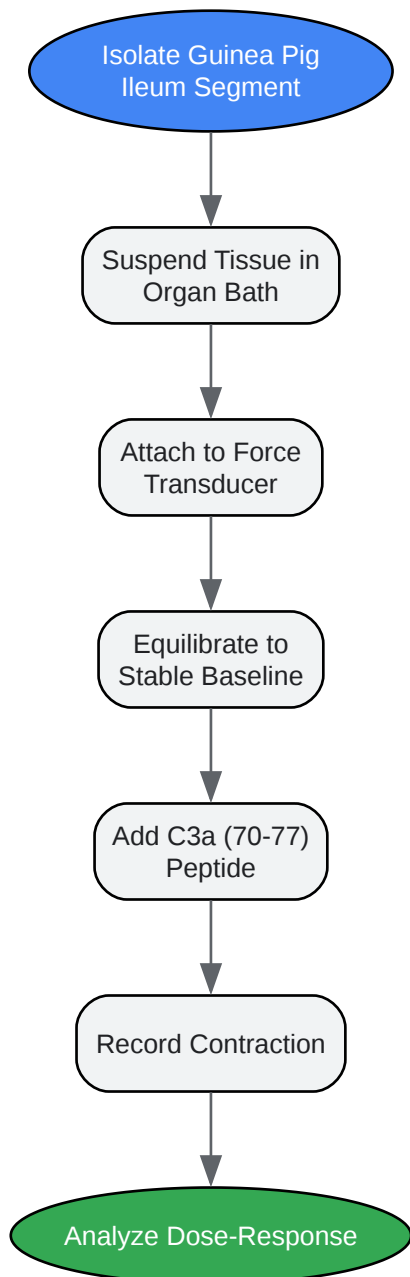 Isolate Guinea Pig
Ileum Segment
Suspend Tissue in
Organ Bath
Attach to Force
Transducer
Equilibrate to
Stable Baseline
Add C3a (70-77)
Peptide
Record Contraction
Analyze Dose-Response